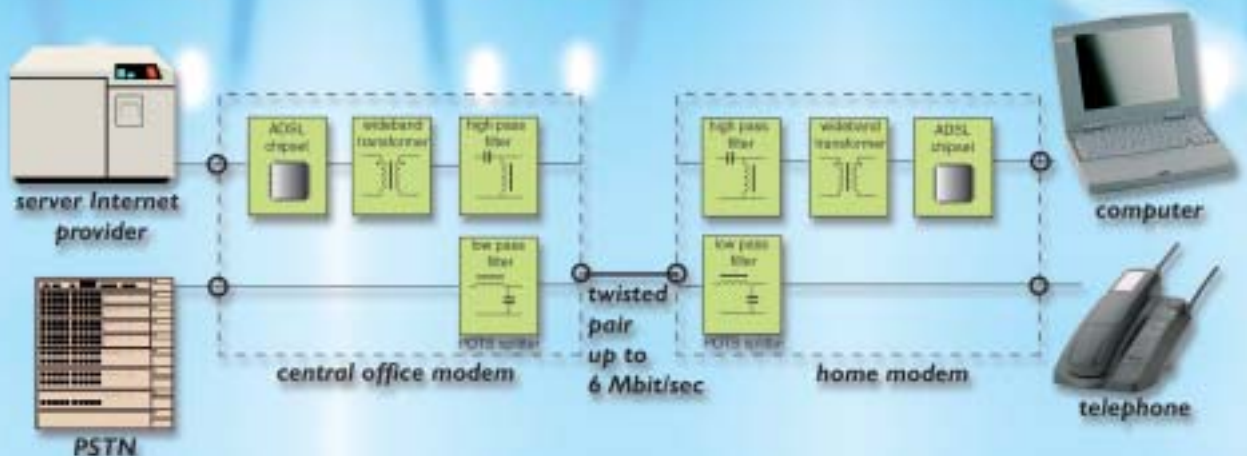 ADSL
chipset
wideband
transformer
high pass
filter
high pass
filter
wideband
transformer
ADSL
chipset
server Internet
provider
computer
low pass
filter
low pass
filter
twisted
pair
up to
6 Mbit/sec
POTS splitter
POTS splitter
central office modem
home modem
telephone
PSTN